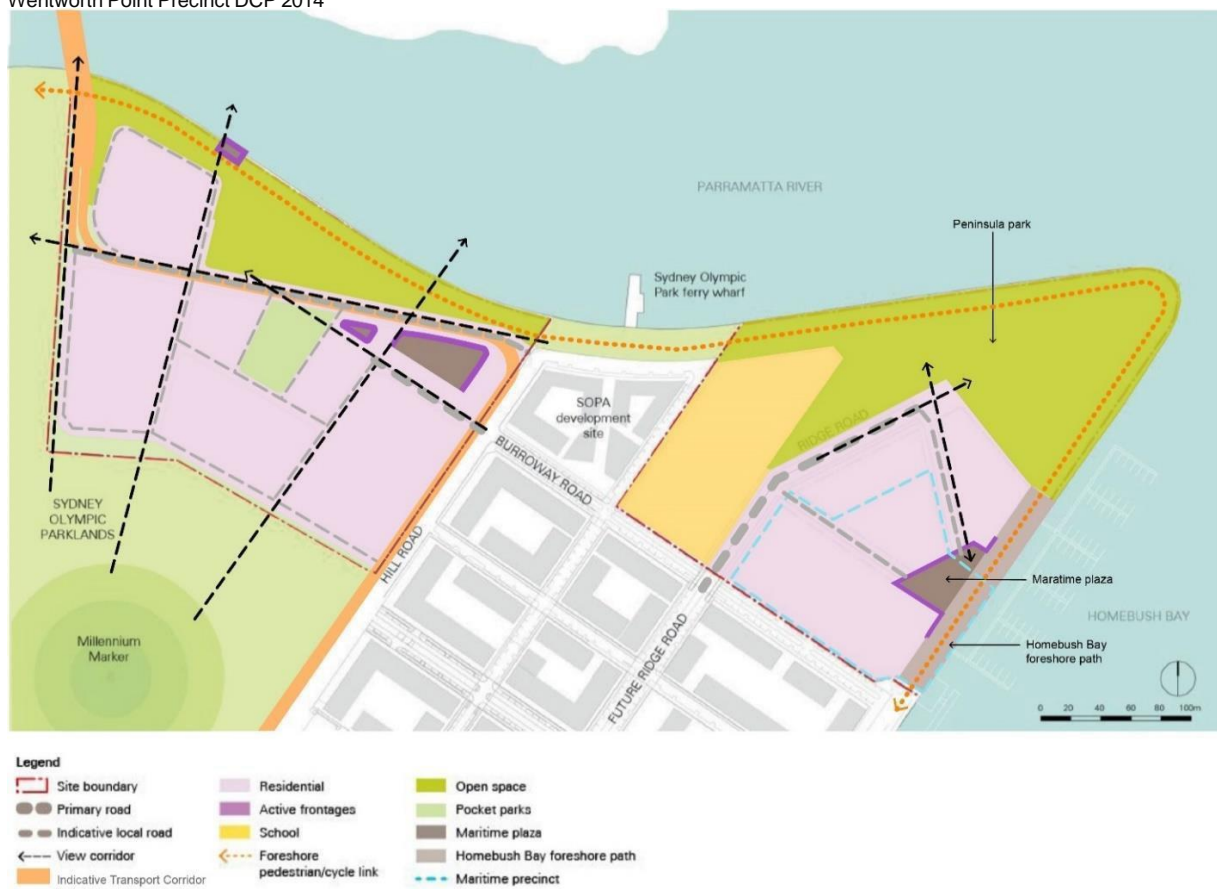 Wentworth Point Precinct DCP 2014
PARRAMATTA RIVER
Peninsula park
Sydney Olympic
Park ferry wharf
SOPA
development
site
RIDGE ROAD
BURROWAY ROAD
SYDNEY
OLYMPIC
PARKLANDS
HILL ROAD
Maratime plaza
HOMEBUSH BAY
Millennium
Marker
FUTURE RIDGE ROAD
Homebush Bay
foreshore path
0 20 40 60 80 100m
Legend
Site boundary
Primary road
Indicative local road
View corridor
Indicative Transport Corridor
Residential
Active frontages
School
Foreshore
pedestrian/cycle link
Open space
Pocket parks
Maritime plaza
Homebush Bay foreshore path
Maritime precinct